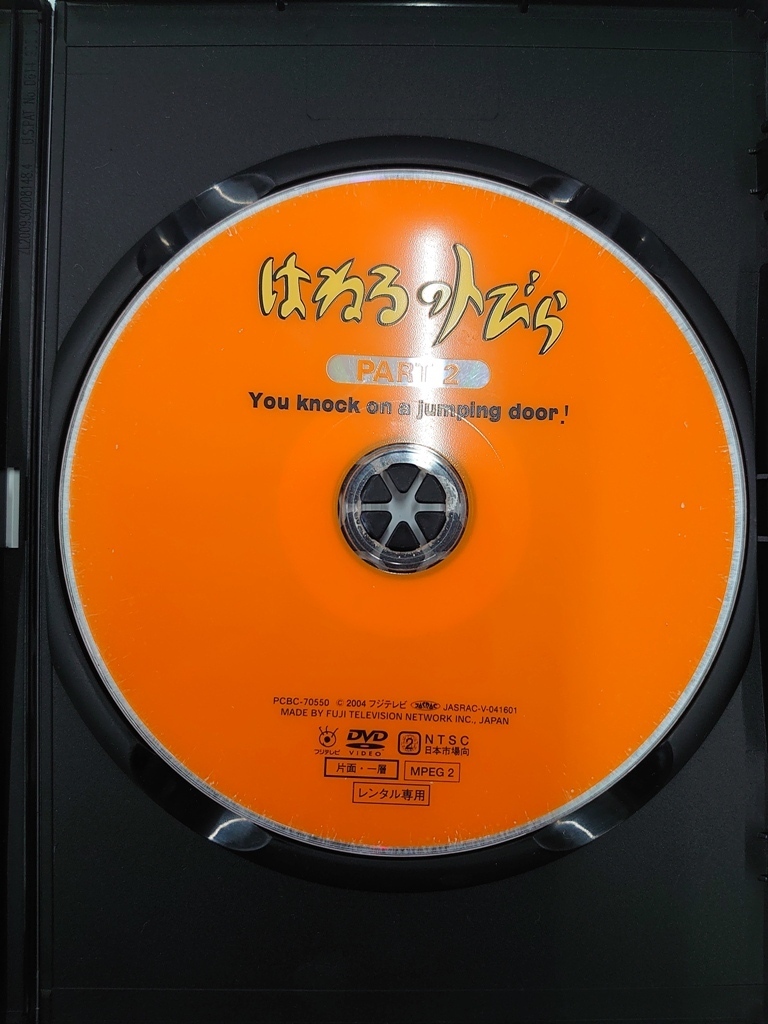 はねるのトびら
PART 2
You knock on a jumping door!
PCBC-70550 © 2004 フジテレビ JASRAC JASRAC-V-041601
MADE BY FUJI TELEVISION NETWORK INC., JAPAN
フジテレビ DVD VIDEO 2 NTSC 日本市場向
片面・一層 MPEG 2
レンタル専用